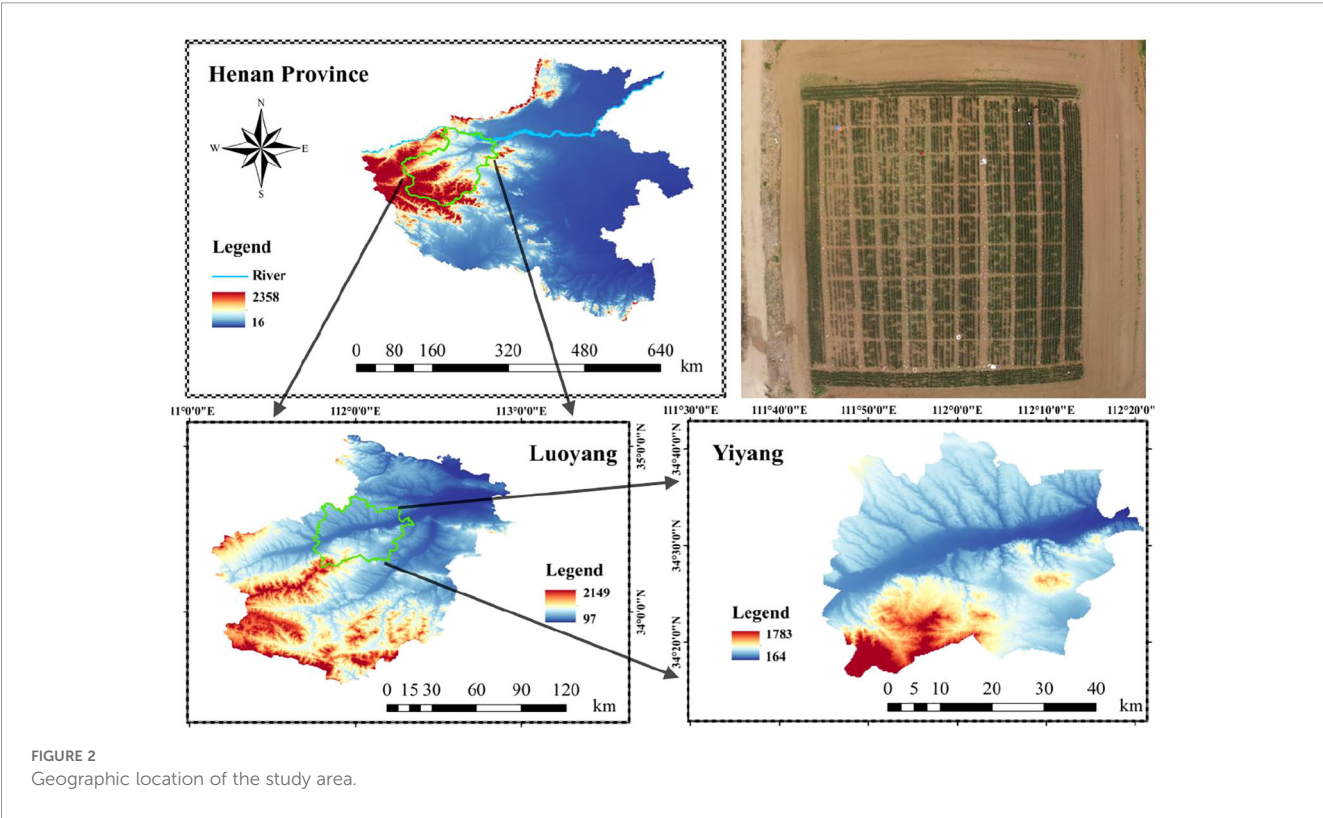 Henan Province
N
W
E
S
Legend
River
2358
16
0 80 160 320 480 640
km
111°0'0"E 112°0'0"E 113°0'0"E
Luoyang
35°0'0"N
34°0'0"N
Legend
2149
97
0 15 30 60 90 120
km
111°30'0"E 111°40'0"E 111°50'0"E 112°0'0"E 112°10'0"E 112°20'0"E
Yiyang
34°40'0"N
34°30'0"N
34°20'0"N
Legend
1783
164
0 5 10 20 30 40
km
FIGURE 2
Geographic location of the study area.